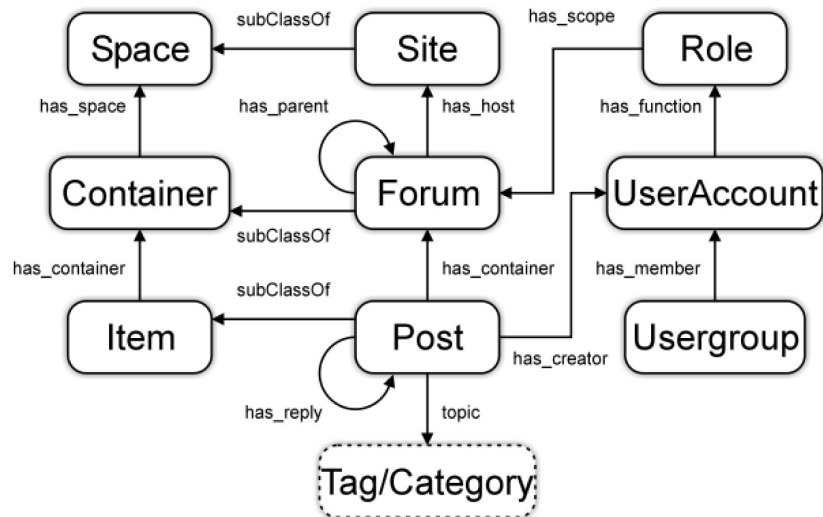 subClassOf
has_scope
Space
Site
Role
has_space
has_parent
has_host
has_function
Container
Forum
UserAccount
subClassOf
has_container
has_container
has_member
subClassOf
Item
Post
Usergroup
has_creator
has_reply
topic
Tag/Category